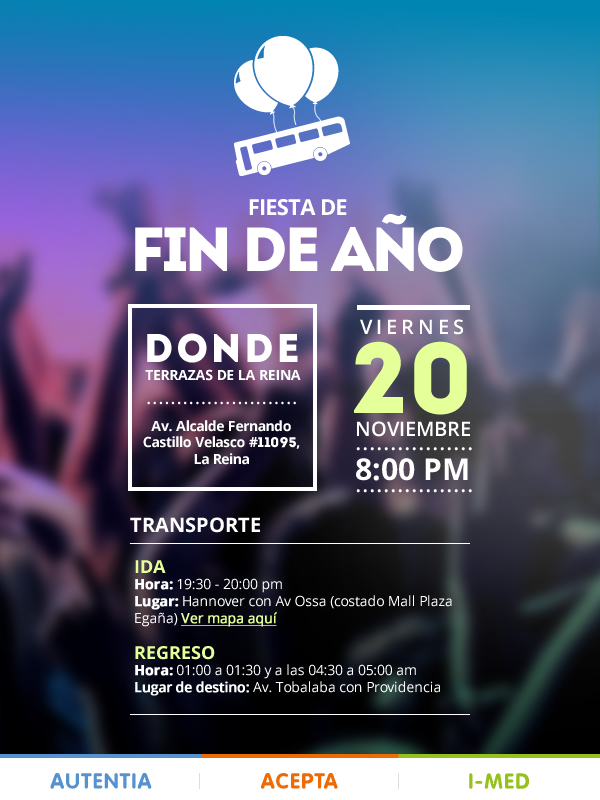 FIESTA DE
FIN DE AÑO
DONDE
TERRAZAS DE LA REINA
Av. Alcalde Fernando
Castillo Velasco #11095,
La Reina
VIERNES
20
NOVIEMBRE
8:00 PM
TRANSPORTE
IDA
Hora: 19:30 - 20:00 pm
Lugar: Hannover con Av Ossa (costado Mall Plaza
Egaña) Ver mapa aquí
REGRESO
Hora: 01:00 a 01:30 y a las 04:30 a 05:00 am
Lugar de destino: Av. Tobalaba con Providencia
AUTENTIA
ACEPTA
I-MED